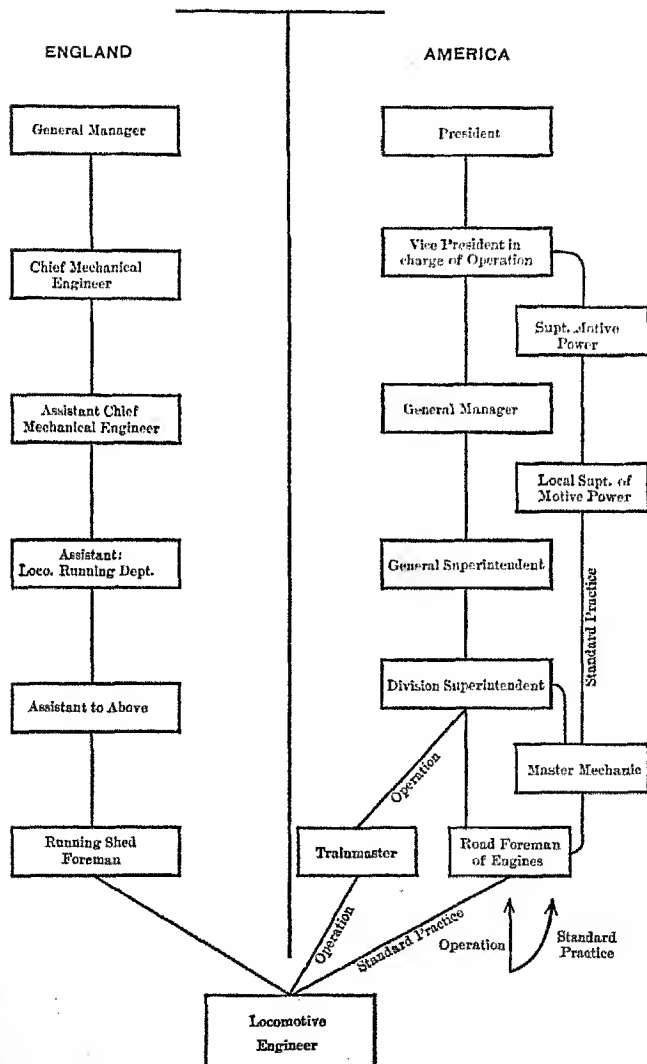 ENGLAND
General Manager
Chief Mechanical
Engineer
Assistant Chief
Mechanical Engineer
Assistant:
Loco. Running Dept.
Assistant to Above
Running Shed
Foreman
AMERICA
President
Vice President in
charge of Operation
Supt. Motive
Power
General Manager
Local Supt. of
Motive Power
General Superintendent
Standard Practice
Division Superintendent
Master Mechanic
Operation
Trainmaster
Road Foreman
of Engines
Operation
Standard Practice
Operation
Standard
Practice
Locomotive
Engineer